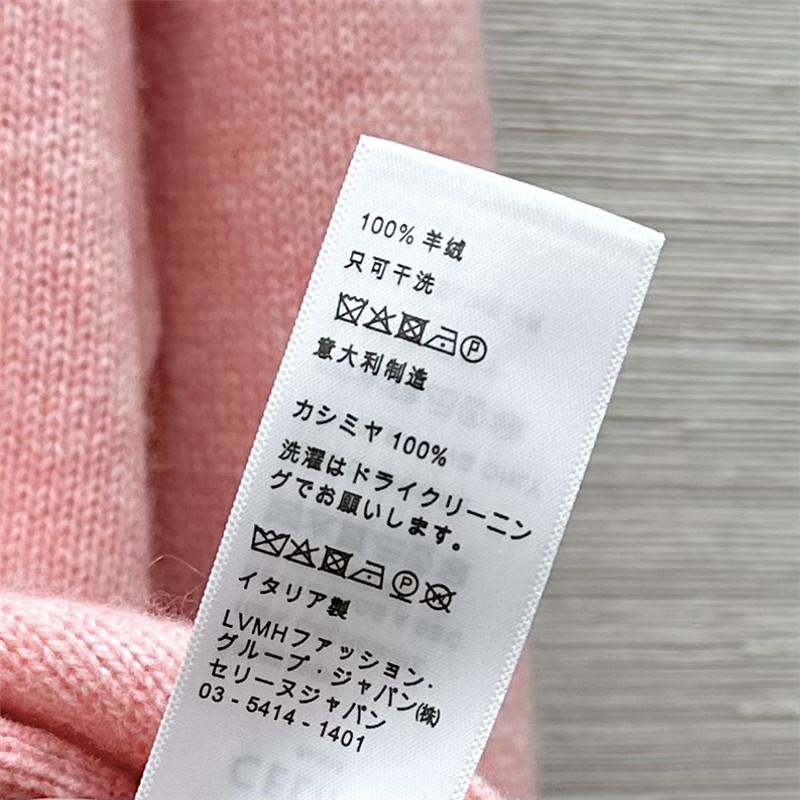 100% 羊绒
只可干洗
P
意大利制造
カシミヤ 100%
洗濯はドライクリーニン
グでお願いします。
P
イタリア製
LVMHファッション・
グループ・ジャパン(株)
セリーヌジャパン
03 - 5414 - 1401